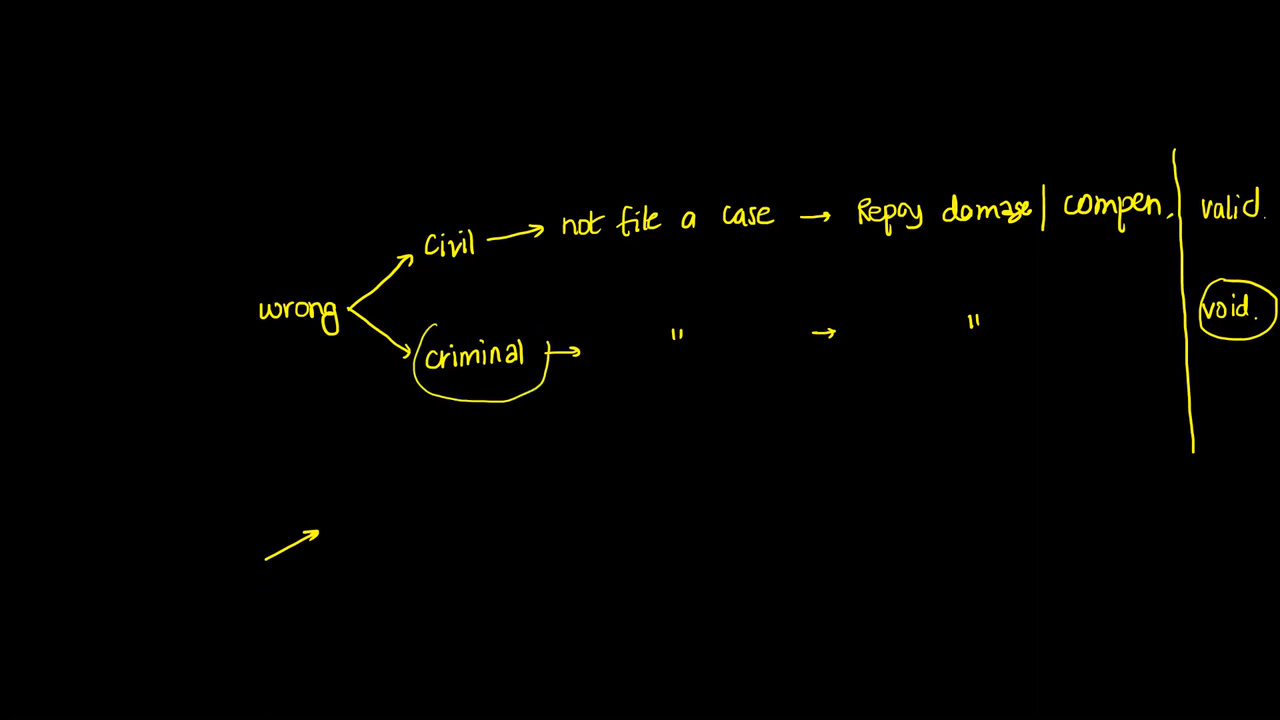 civil not file a case Repay damage | compen. valid.
wrong
criminal " " void.